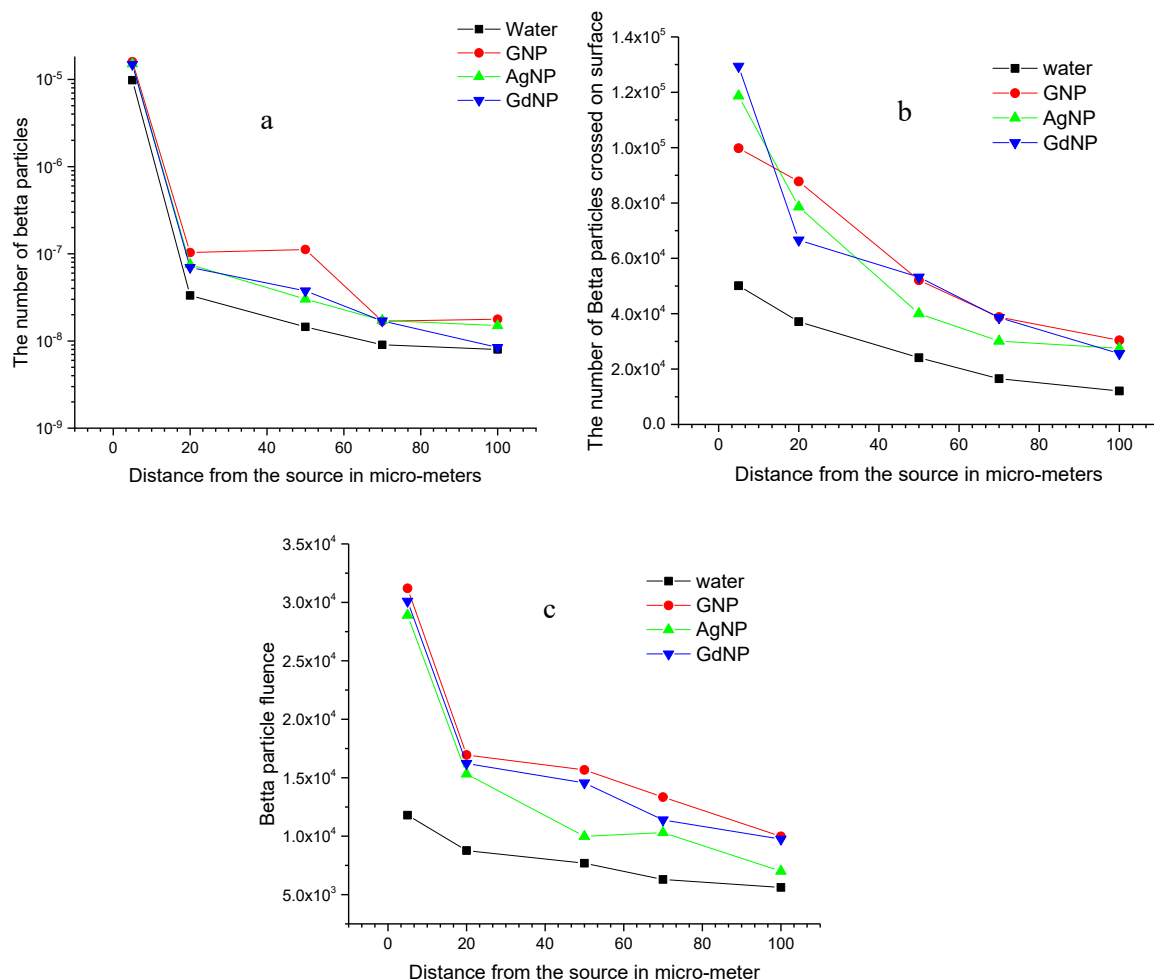 a
Water
GNP
AgNP
GdNP
10⁻⁵
10⁻⁶
10⁻⁷
10⁻⁸
10⁻⁹
The number of betta particles
0 20 40 60 80 100
Distance from the source in micro-meters
b
water
GNP
AgNP
GdNP
1.4x10⁵
1.2x10⁵
1.0x10⁵
8.0x10⁴
6.0x10⁴
4.0x10⁴
2.0x10⁴
0.0
The number of Betta particles crossed on surface
0 20 40 60 80 100
Distance from the source in micro-meters
c
water
GNP
AgNP
GdNP
3.5x10⁴
3.0x10⁴
2.5x10⁴
2.0x10⁴
1.5x10⁴
1.0x10⁴
5.0x10³
Betta particle fluence
0 20 40 60 80 100
Distance from the source in micro-meter